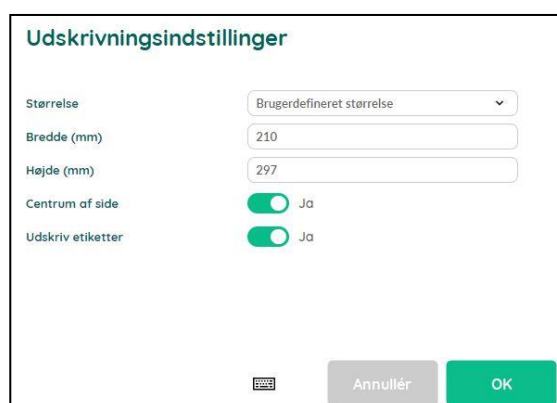 Udskrivningsindstillinger
Størrelse Brugerdefineret størrelse
Bredde (mm) 210
Højde (mm) 297
Centrum af side Ja
Udskriv etiketter Ja
Annullér OK